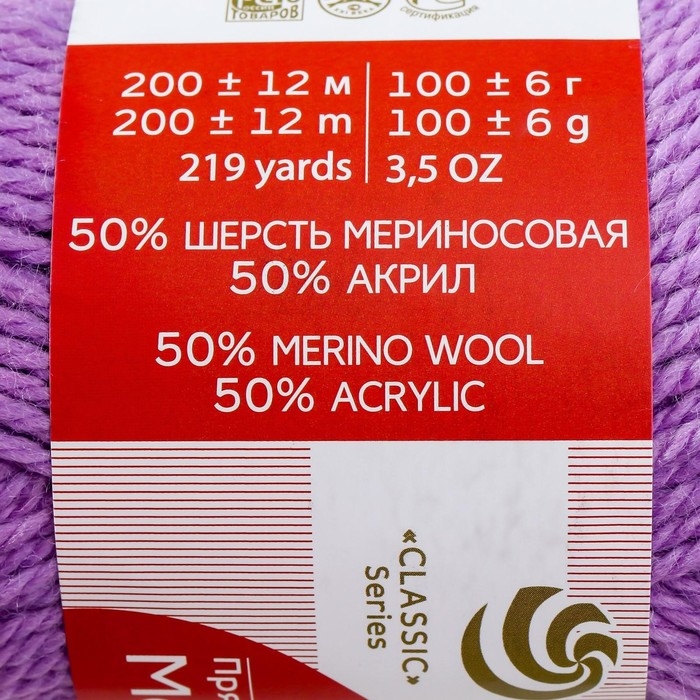 ТОВАРОВ
сертификация
200 ± 12 м
100 ± 6 г
200 ± 12 m
100 ± 6 g
219 yards
3,5 OZ
50% ШЕРСТЬ МЕРИНОСОВАЯ
50% АКРИЛ
50% MERINO WOOL
50% ACRYLIC
«CLASSIC»
Series